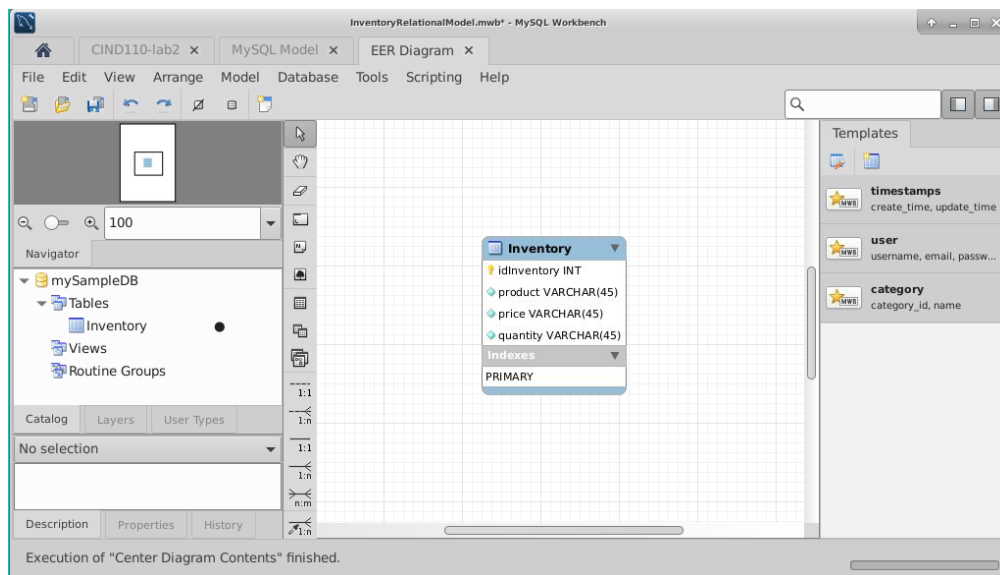 InventoryRelationalModel.mwb* - MySQL Workbench
CIND110-lab2
MySQL Model
EER Diagram
File Edit View Arrange Model Database Tools Scripting Help
100
Navigator
mySampleDB
Tables
Inventory
Views
Routine Groups
Catalog Layers User Types
No selection
Description Properties History
1:1
1:n
1:1
1:n
n:m
1:n
Inventory
idInventory INT
product VARCHAR(45)
price VARCHAR(45)
quantity VARCHAR(45)
Indexes
PRIMARY
Templates
MWB
timestamps
create_time, update_time
MWB
user
username, email, passw...
MWB
category
category_id, name
Execution of "Center Diagram Contents" finished.